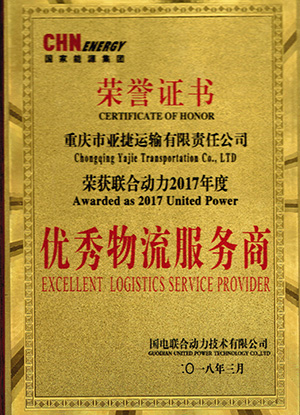 CHN ENERGY
国家能源集团
荣誉证书
CERTIFICATE OF HONOR
重庆市亚捷运输有限责任公司
Chongqing Yajie Transportation Co., LTD
荣获联合动力2017年度
Awarded as 2017 United Power
优秀物流服务商
EXCELLENT LOGISTICS SERVICE PROVIDER
国电联合动力技术有限公司
GUODIAN UNITED POWER TECHNOLOGY CO.,LTD
二〇一八年三月